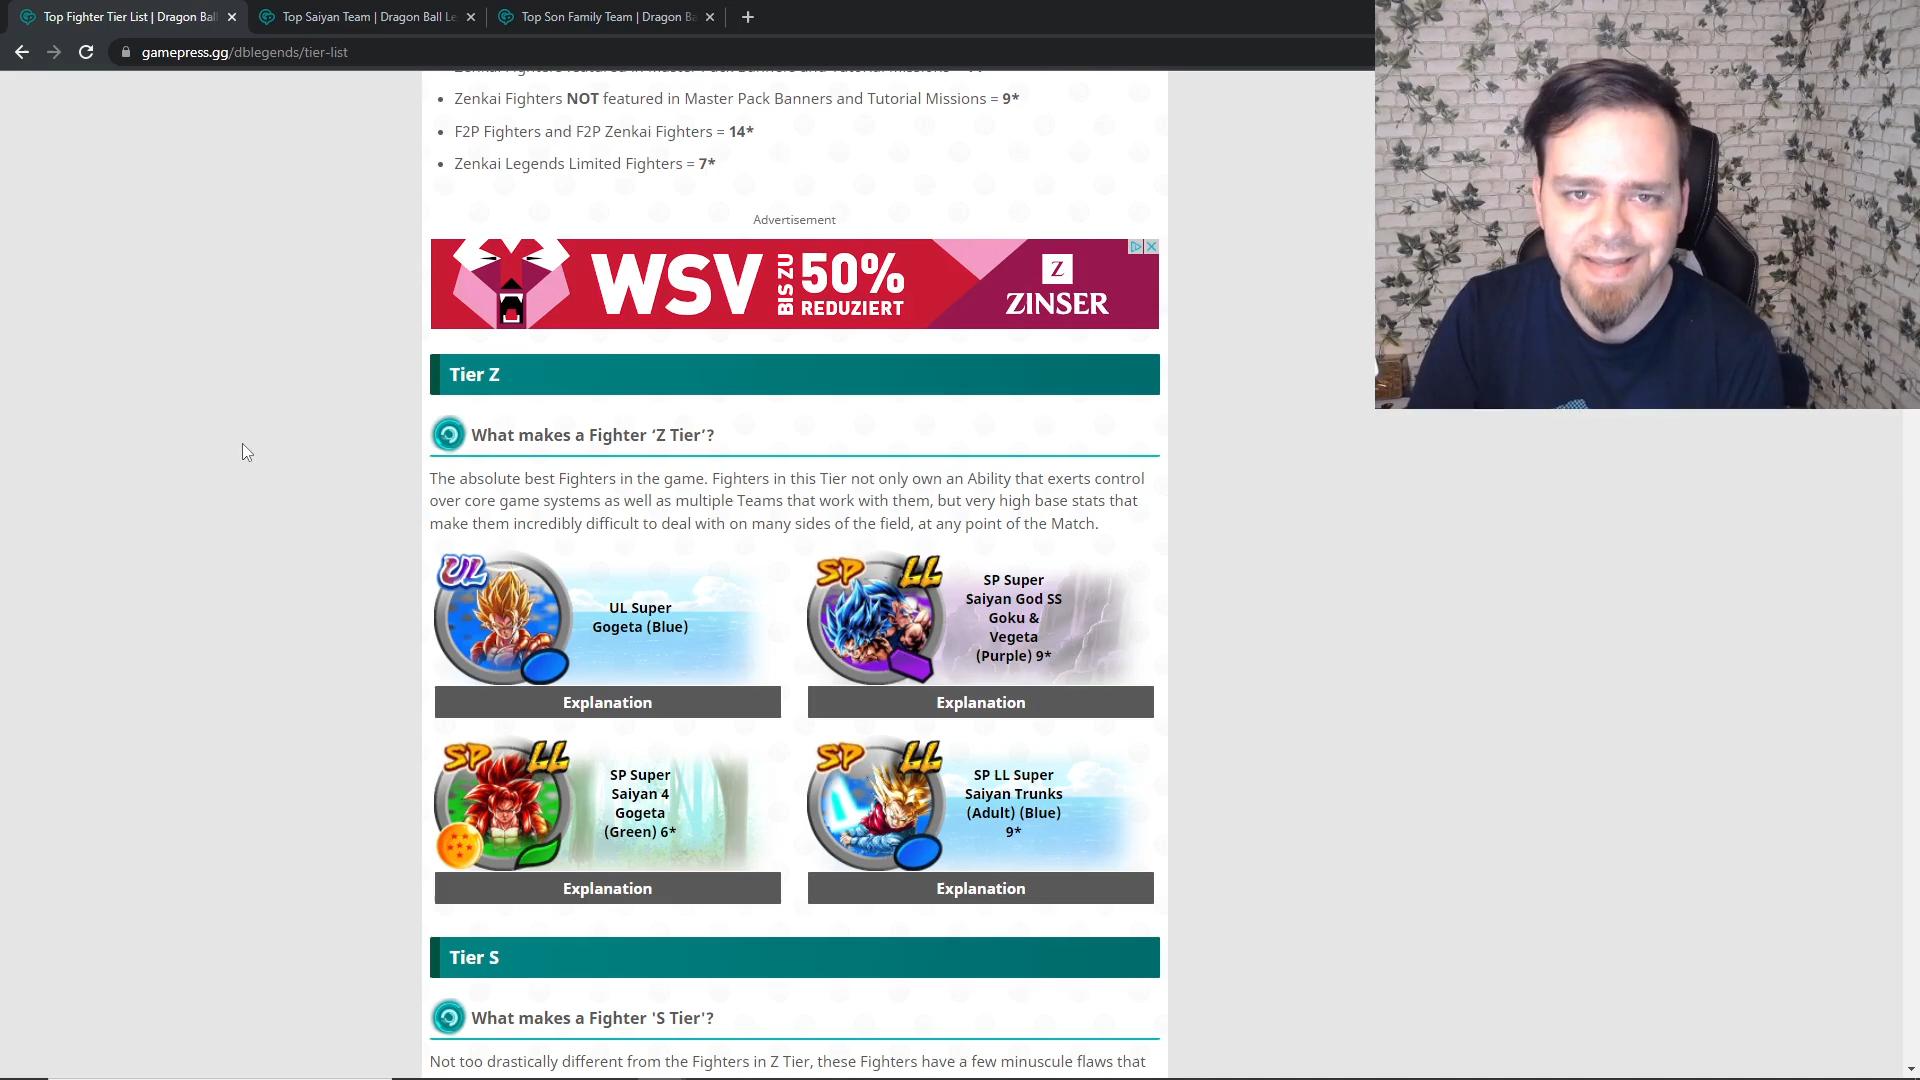 Top Fighter Tier List | Dragon Ball
Top Saiyan Team | Dragon Ball Le
Top Son Family Team | Dragon Ba
gamepress.gg/dblegends/tier-list
Zenkai Fighters NOT featured in Master Pack Banners and Tutorial Missions = 9*
F2P Fighters and F2P Zenkai Fighters = 14*
Zenkai Legends Limited Fighters = 7*
Advertisement
WSV BIS ZU 50% REDUZIERT
Z
ZINSER
Tier Z
What makes a Fighter ‘Z Tier’?
The absolute best Fighters in the game. Fighters in this Tier not only own an Ability that exerts control
over core game systems as well as multiple Teams that work with them, but very high base stats that
make them incredibly difficult to deal with on many sides of the field, at any point of the Match.
UL
UL Super
Gogeta (Blue)
Explanation
SP LL
SP Super
Saiyan God SS
Goku &
Vegeta
(Purple) 9*
Explanation
SP LL
SP Super
Saiyan 4
Gogeta
(Green) 6*
Explanation
SP LL
SP LL Super
Saiyan Trunks
(Adult) (Blue)
9*
Explanation
Tier S
What makes a Fighter 'S Tier'?
Not too drastically different from the Fighters in Z Tier, these Fighters have a few minuscule flaws that